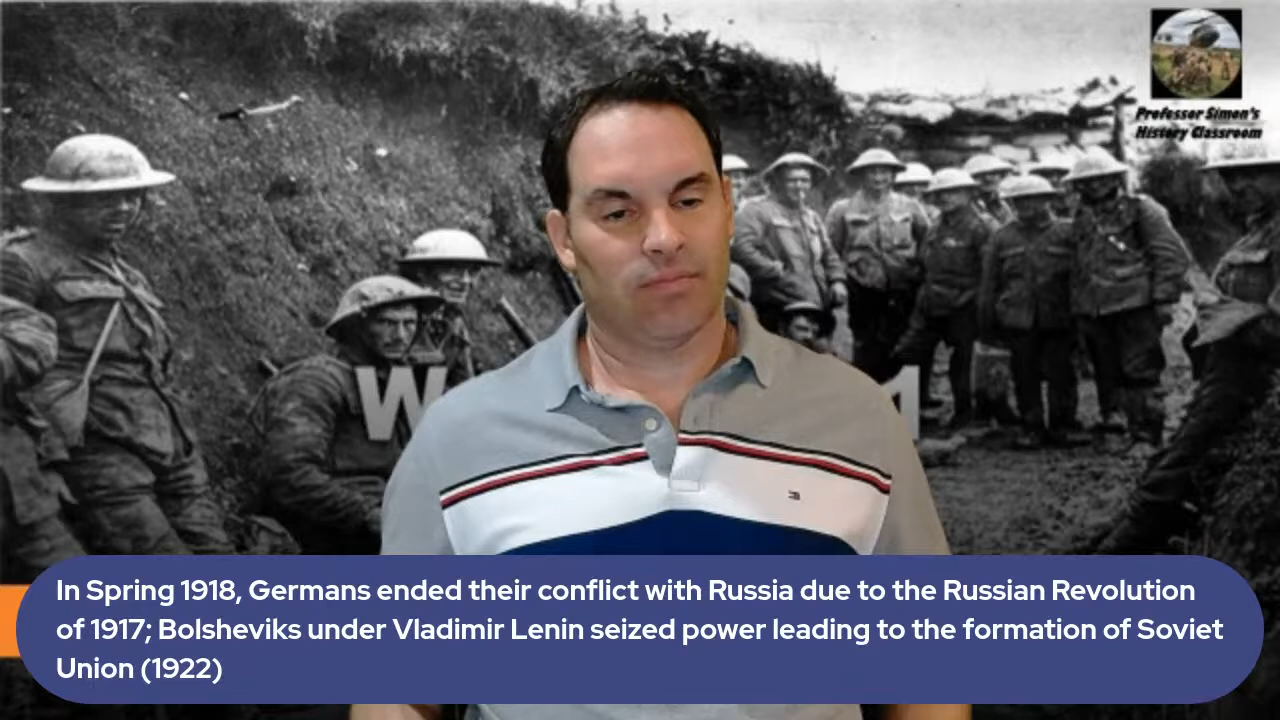 Professor Simon's
History Classroom
W 1
In Spring 1918, Germans ended their conflict with Russia due to the Russian Revolution
of 1917; Bolsheviks under Vladimir Lenin seized power leading to the formation of Soviet
Union (1922)